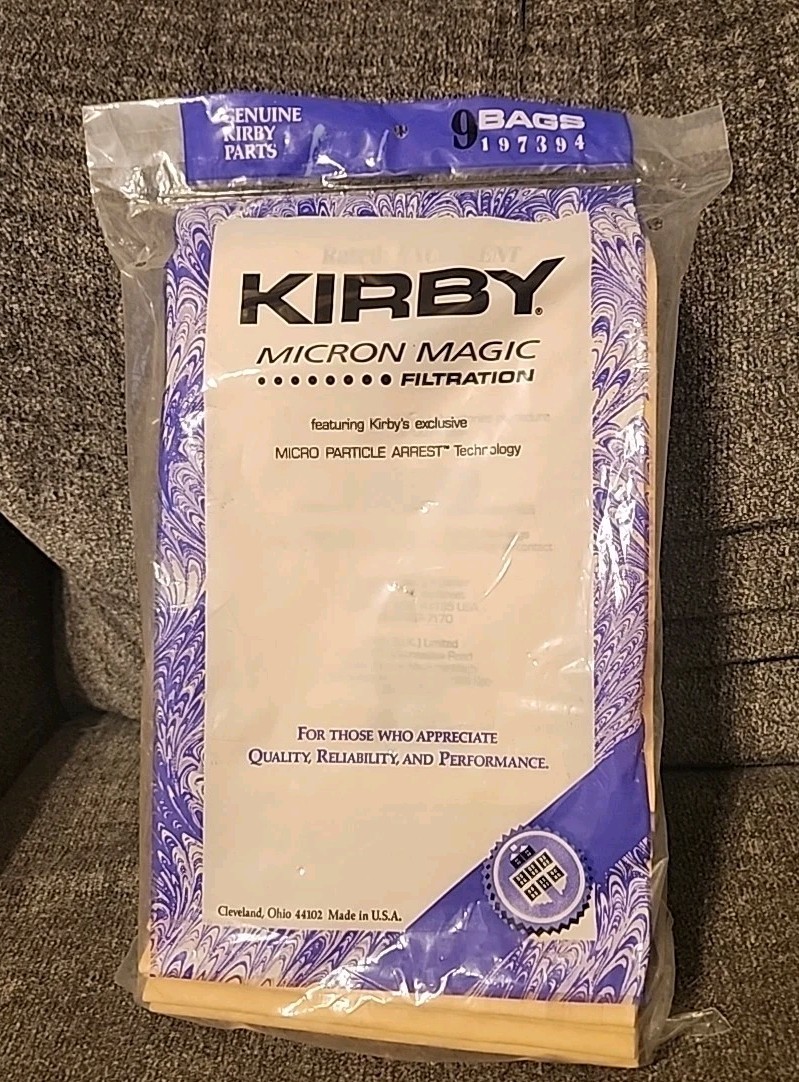 GENUINE
KIRBY
PARTS
9 BAGS
197394
KIRBY®
MICRON MAGIC
FILTRATION
featuring Kirby's exclusive
MICRO PARTICLE ARREST™ Technology
FOR THOSE WHO APPRECIATE
QUALITY, RELIABILITY, AND PERFORMANCE.
Cleveland, Ohio 44102 Made in U.S.A.